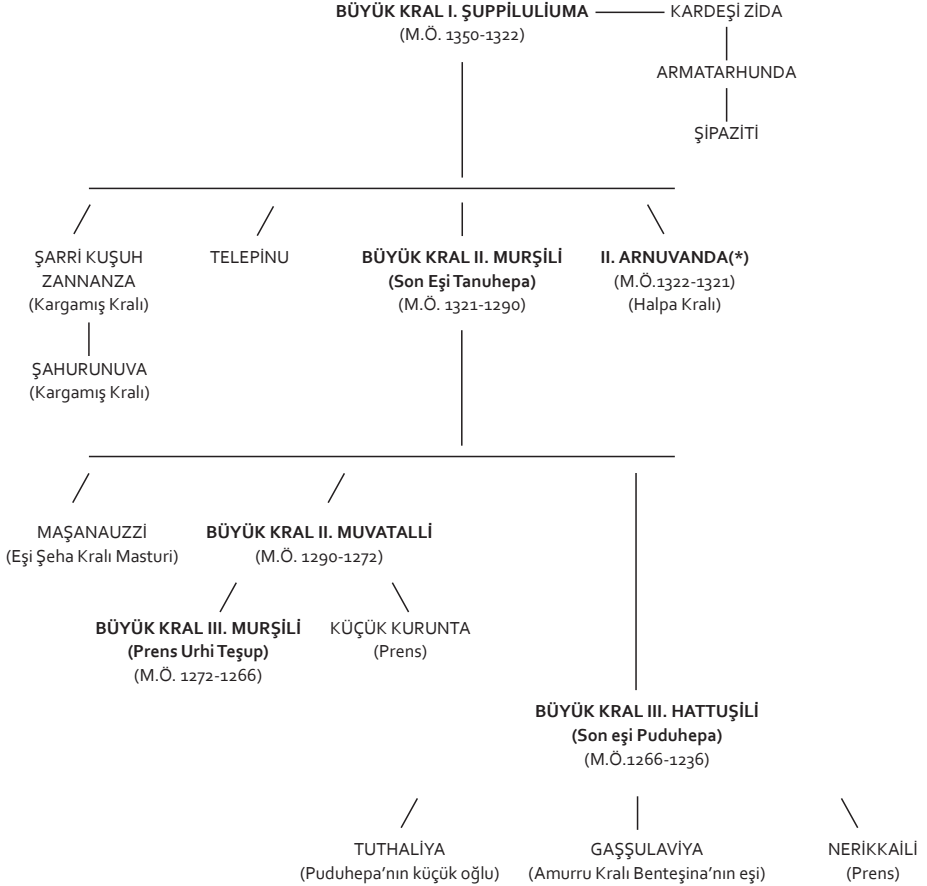 BÜYÜK KRAL I. ŞUPPİLULİUMA
(M.Ö. 1350-1322)
KARDEŞİ ZİDA
ARMATARHUNDA
ŞİPAZİTİ
ŞARRİ KUŞUH
ZANNANZA
(Kargamış Kralı)
ŞAHURUNUVA
(Kargamış Kralı)
TELEPİNU
BÜYÜK KRAL II. MURŞİLİ
(Son Eşi Tanuhepa)
(M.Ö. 1321-1290)
II. ARNUVANDA(*)
(M.Ö.1322-1321)
(Halpa Kralı)
MAŞANAUZZİ
(Eşi Şeha Kralı Masturi)
BÜYÜK KRAL II. MUVATALLİ
(M.Ö. 1290-1272)
BÜYÜK KRAL III. MURŞİLİ
(Prens Urhi Teşup)
(M.Ö. 1272-1266)
KÜÇÜK KURUNTA
(Prens)
BÜYÜK KRAL III. HATTUŞİLİ
(Son eşi Puduhepa)
(M.Ö.1266-1236)
TUTHALİYA
(Puduhepa'nın küçük oğlu)
GAŞŞULAVİYA
(Amurru Kralı Benteşina'nın eşi)
NERİKKAİLİ
(Prens)